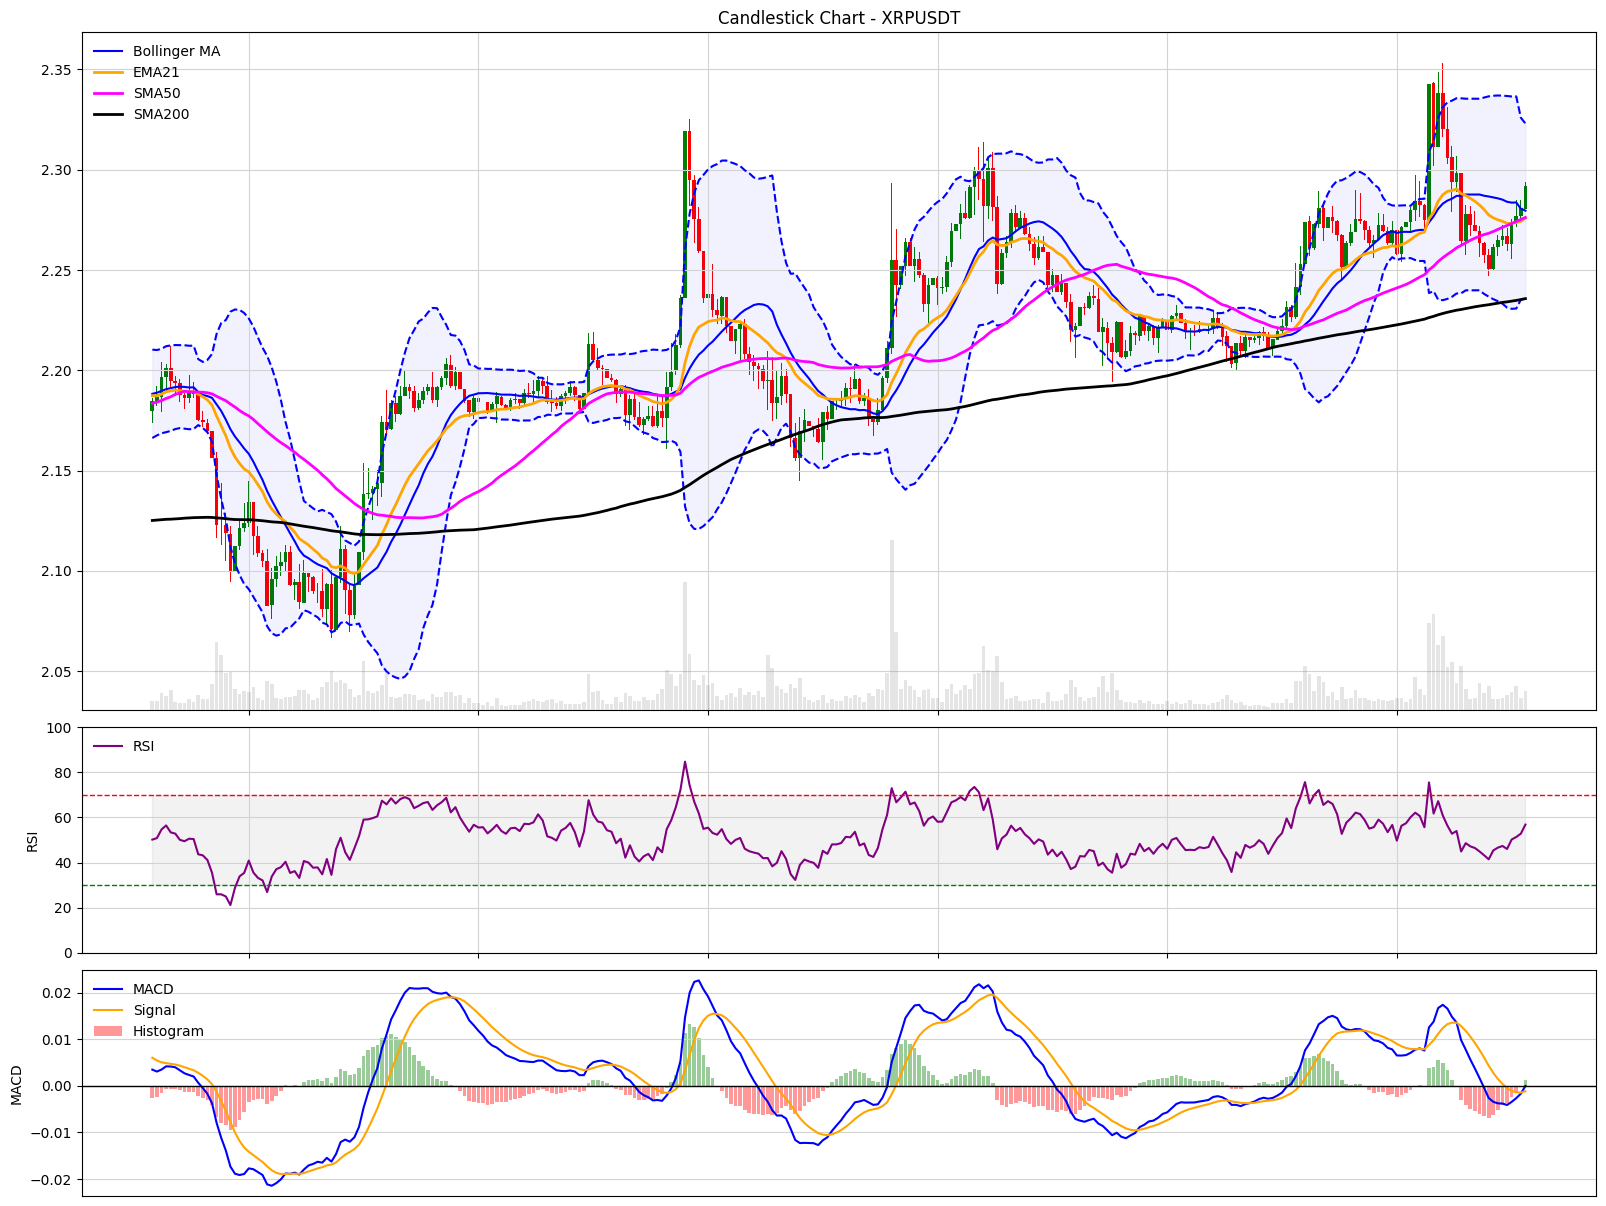 Candlestick Chart - XRPUSDT
Bollinger MA
EMA21
SMA50
SMA200
2.35
2.30
2.25
2.20
2.15
2.10
2.05
RSI
RSI
100
80
60
40
20
0
MACD
Signal
Histogram
MACD
0.02
0.01
0.00
−0.01
−0.02